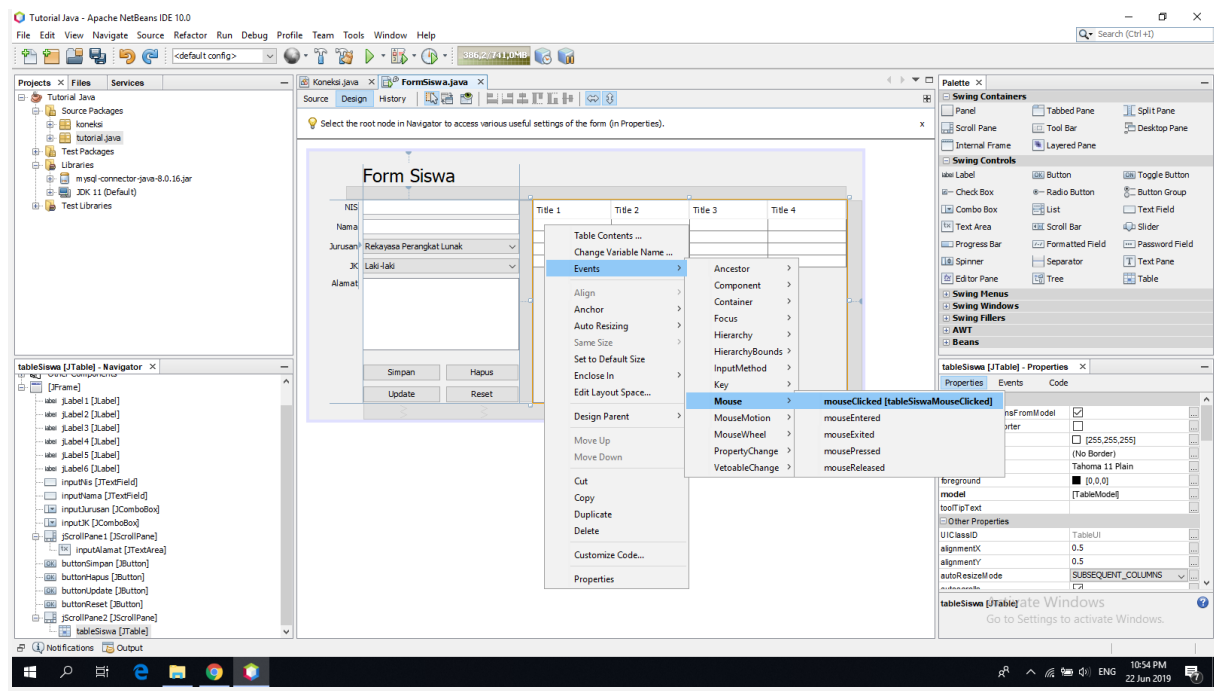 Tutorial Java - Apache NetBeans IDE 10.0
File Edit View Navigate Source Refactor Run Debug Profile Team Tools Window Help
Search (Ctrl+I)
<default config>
Projects Files Services
Tutorial Java
Source Packages
koneksi
tutorial.java
Test Packages
Libraries
mysql-connector-java-8.0.16.jar
JDK 11 (Default)
Test Libraries
Koneksi.java FormSiswa.java
Source Design History
Select the root node in Navigator to access various useful settings of the form (in Properties). x
Form Siswa
NIS
Nama
Jurusan Rekayasa Perangkat Lunak
JK Laki-laki
Alamat
Simpan Hapus
Update Reset
Title 1 Title 2 Title 3 Title 4
Table Contents ...
Change Variable Name ...
Events
Align
Anchor
Auto Resizing
Same Size
Set to Default Size
Enclose In
Edit Layout Space...
Design Parent
Move Up
Move Down
Cut
Copy
Duplicate
Delete
Customize Code...
Properties
Ancestor
Component
Container
Focus
Hierarchy
HierarchyBounds
InputMethod
Key
Mouse
MouseMotion
MouseWheel
PropertyChange
VetoableChange
mouseClicked [tableSiswaMouseClicked]
mouseEntered
mouseExited
mousePressed
mouseReleased
Palette
Swing Containers
Panel Tabbed Pane Split Pane
Scroll Pane Tool Bar Desktop Pane
Internal Frame Layered Pane
Swing Controls
label Label Button Toggle Button
Check Box Radio Button Button Group
Combo Box List Text Field
Text Area Scroll Bar Slider
Progress Bar Formatted Field Password Field
Spinner Separator Text Pane
Editor Pane Tree Table
Swing Menus
Swing Windows
Swing Fillers
AWT
Beans
tableSiswa [JTable] - Navigator
Other Components
[JFrame]
label jLabel1 [JLabel]
label jLabel2 [JLabel]
label jLabel3 [JLabel]
label jLabel4 [JLabel]
label jLabel5 [JLabel]
label jLabel6 [JLabel]
inputNis [JTextField]
inputNama [JTextField]
inputJurusan [JComboBox]
inputJK [JComboBox]
jScrollPane1 [JScrollPane]
inputAlamat [JTextArea]
buttonSimpan [JButton]
buttonHapus [JButton]
buttonUpdate [JButton]
buttonReset [JButton]
jScrollPane2 [JScrollPane]
tableSiswa [JTable]
tableSiswa [JTable] - Properties
Properties Events Code
nsFromModel
orter
[255,255,255]
(No Border)
Tahoma 11 Plain
foreground [0,0,0]
model [TableModel]
toolTipText
Other Properties
UIClassID TableUI
alignmentX 0.5
alignmentY 0.5
autoResizeMode SUBSEQUENT_COLUMNS
tableSiswa [JTable]
Activate Windows
Go to Settings to activate Windows.
Notifications Output
ENG
10:54 PM
22 Jun 2019